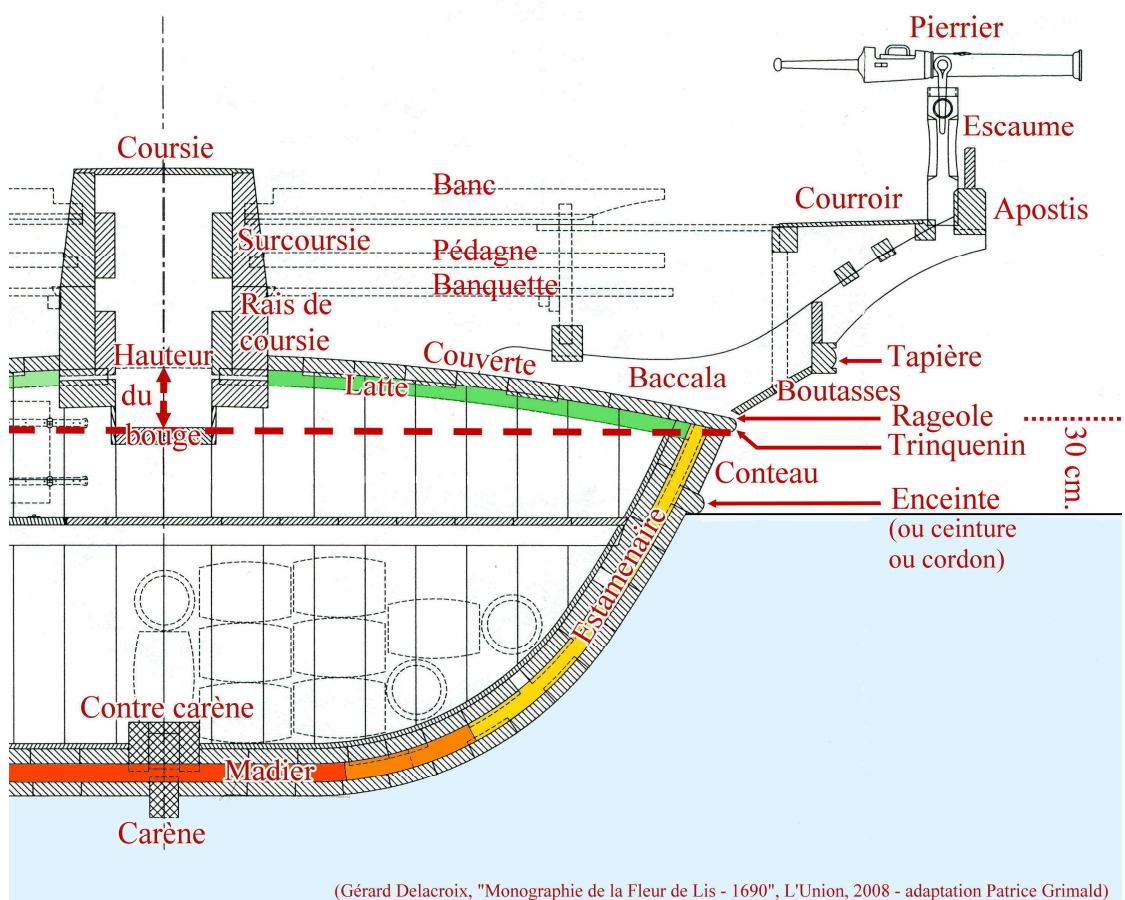 Pierrier
Escaume
Coursie
Banc
Courroir
Apostis
Surcoursie
Pédagne
Banquette
Rais de
coursie
Hauteur
du
bouge
Couverte
Latte
Baccala
Tapière
Boutasses
Rageole
Trinquenin
30 cm.
Conteau
Enceinte
(ou ceinture
ou cordon)
Estamenaire
Contre carène
Madier
Carène
(Gérard Delacroix, "Monographie de la Fleur de Lis - 1690", L'Union, 2008 - adaptation Patrice Grimald)